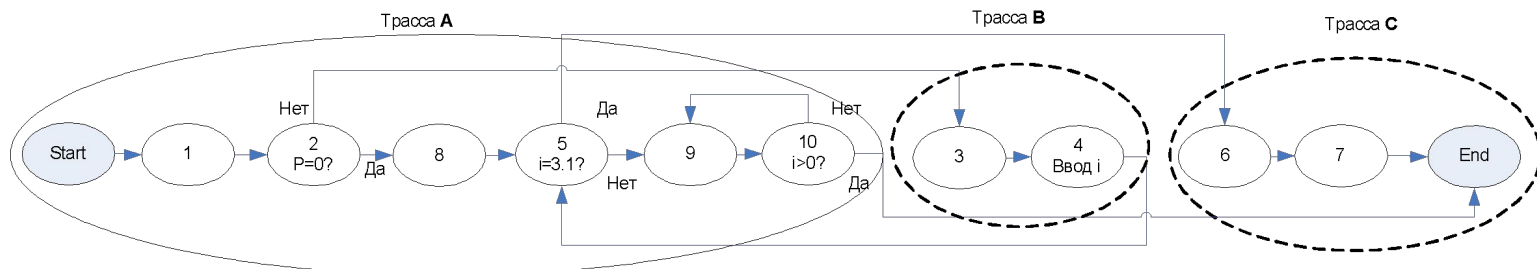 Трасса A
Трасса B
Трасса C
Нет
Да
Нет
Start
1
2
P=0?
Да
8
5
i=3.1?
Нет
9
10
i>0?
Да
3
4
Ввод i
6
7
End